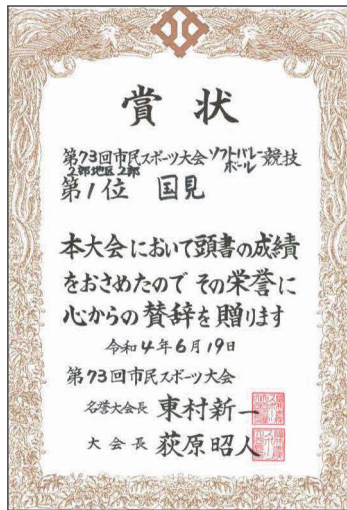 賞状
第73回市民スポーツ大会 ソフトバレーボール 競技
2部地区 2部
第1位 国見
本大会において頭書の成績
をおさめたので その栄誉に
心からの賛辞を贈ります
令和4年6月19日
第73回市民スポーツ大会
名誉大会長 東村新一
大会長 荻原昭人